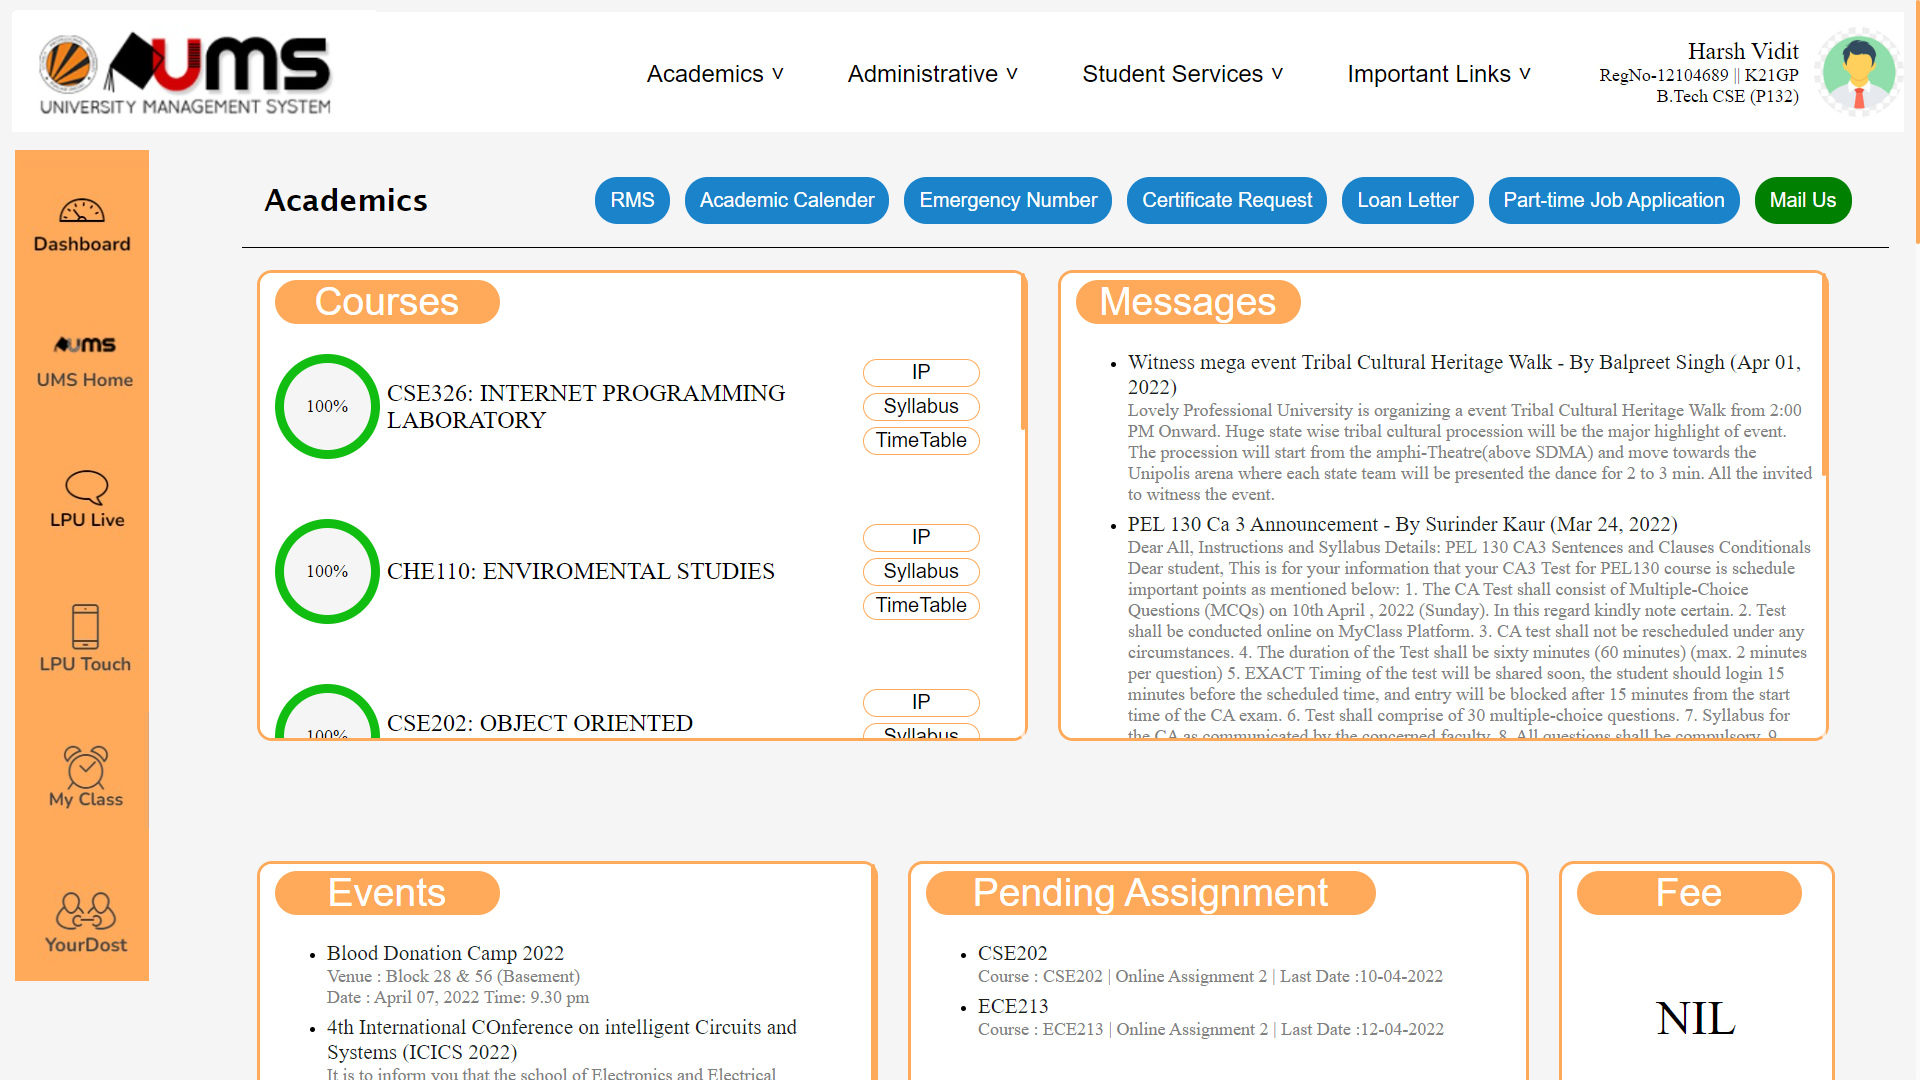 UMS
UNIVERSITY MANAGEMENT SYSTEM
Academics v
Administrative v
Student Services v
Important Links v
Harsh Vidit
RegNo-12104689 || K21GP
B.Tech CSE (P132)
Dashboard
UMS
UMS Home
LPU Live
LPU Touch
My Class
YourDost
Academics
RMS
Academic Calender
Emergency Number
Certificate Request
Loan Letter
Part-time Job Application
Mail Us
Courses
100%
CSE326: INTERNET PROGRAMMING
LABORATORY
IP
Syllabus
TimeTable
100%
CHE110: ENVIROMENTAL STUDIES
IP
Syllabus
TimeTable
100%
CSE202: OBJECT ORIENTED
IP
Syllabus
Messages
• Witness mega event Tribal Cultural Heritage Walk - By Balpreet Singh (Apr 01,
2022)
Lovely Professional University is organizing a event Tribal Cultural Heritage Walk from 2:00
PM Onward. Huge state wise tribal cultural procession will be the major highlight of event.
The procession will start from the amphi-Theatre(above SDMA) and move towards the
Unipolis arena where each state team will be presented the dance for 2 to 3 min. All the invited
to witness the event.
• PEL 130 Ca 3 Announcement - By Surinder Kaur (Mar 24, 2022)
Dear All, Instructions and Syllabus Details: PEL 130 CA3 Sentences and Clauses Conditionals
Dear student, This is for your information that your CA3 Test for PEL130 course is schedule
important points as mentioned below: 1. The CA Test shall consist of Multiple-Choice
Questions (MCQs) on 10th April , 2022 (Sunday). In this regard kindly note certain. 2. Test
shall be conducted online on MyClass Platform. 3. CA test shall not be rescheduled under any
circumstances. 4. The duration of the Test shall be sixty minutes (60 minutes) (max. 2 minutes
per question) 5. EXACT Timing of the test will be shared soon, the student should login 15
minutes before the scheduled time, and entry will be blocked after 15 minutes from the start
time of the CA exam. 6. Test shall comprise of 30 multiple-choice questions. 7. Syllabus for
the CA as communicated by the concerned faculty. 8. All questions shall be compulsory. 9.
Events
• Blood Donation Camp 2022
Venue : Block 28 & 56 (Basement)
Date : April 07, 2022 Time: 9.30 pm
• 4th International COnference on intelligent Circuits and
Systems (ICICS 2022)
It is to inform you that the school of Electronics and Electrical
Pending Assignment
• CSE202
Course : CSE202 | Online Assignment 2 | Last Date :10-04-2022
• ECE213
Course : ECE213 | Online Assignment 2 | Last Date :12-04-2022
Fee
NIL